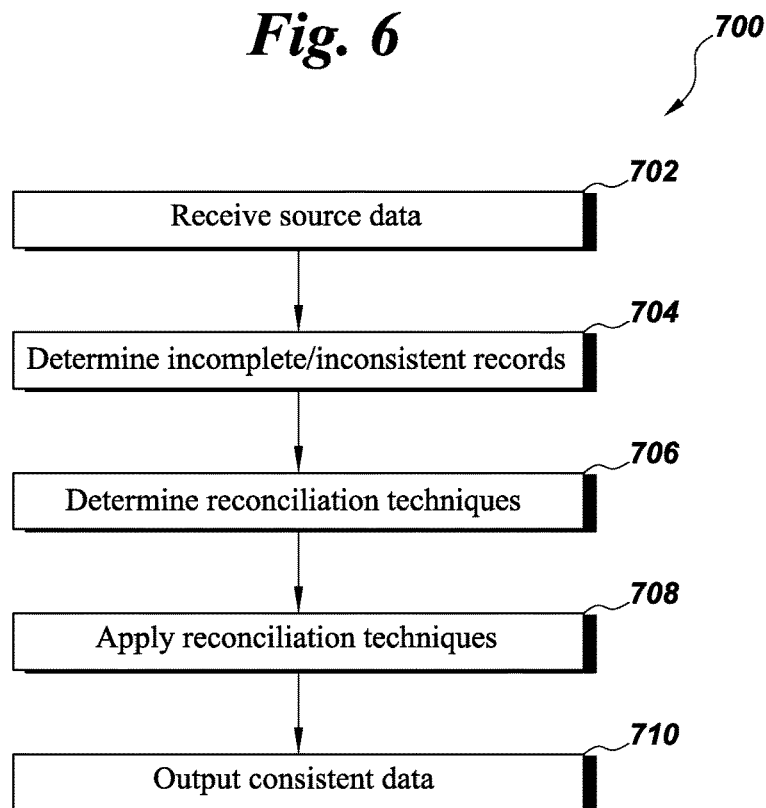 Fig. 6
700
702
Receive source data
704
Determine incomplete/inconsistent records
706
Determine reconciliation techniques
708
Apply reconciliation techniques
710
Output consistent data